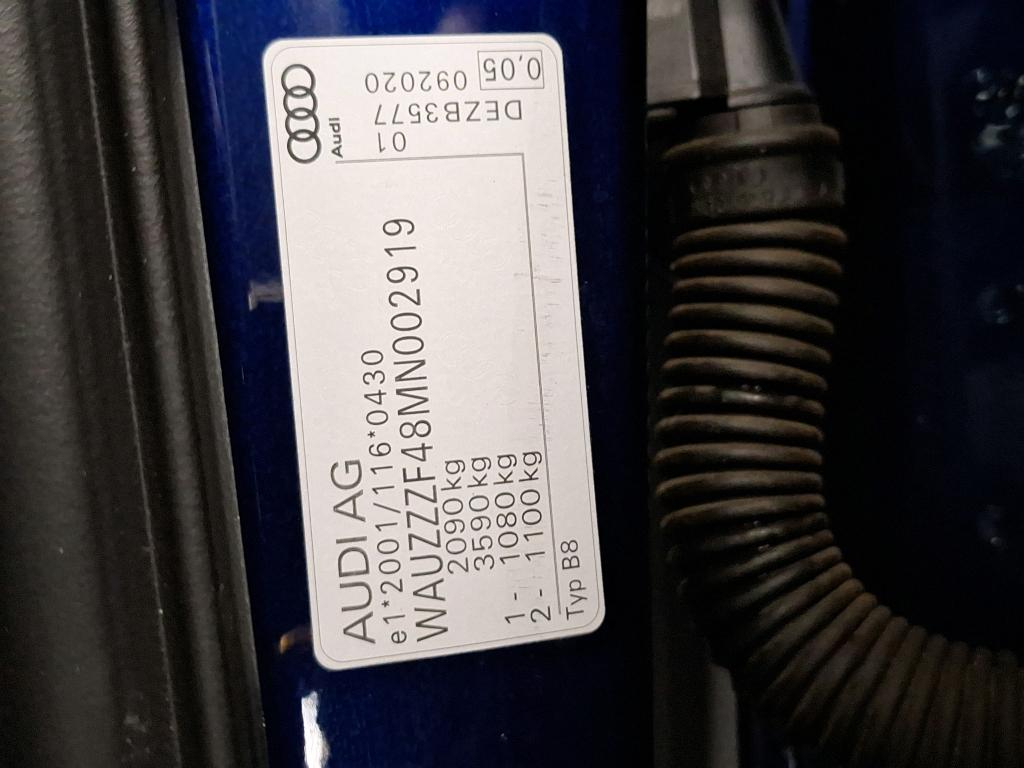 AUDI AG
e1*2001/116*0430
WAUZZZF48MN002919
2090 kg
3590 kg
1 - 1080 kg
2 - 1100 kg
Typ B8
Audi
01
DEZB3577
092020
0,05